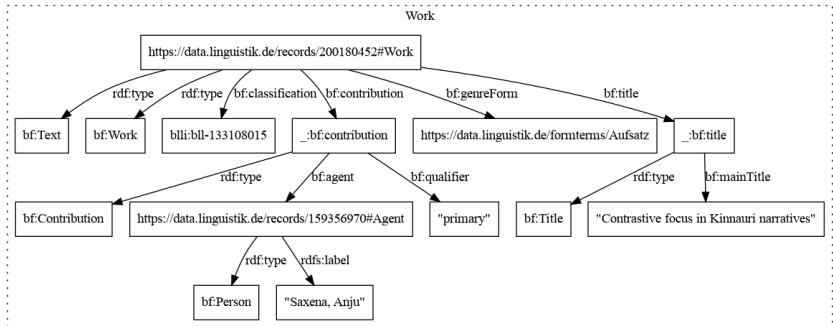 Work
https://data.linguistik.de/records/200180452#Work
rdf:type
rdf:type
bf:classification
bf:contribution
bf:genreForm
bf:title
bf:Text
bf:Work
blli:bll-133108015
_:bf:contribution
https://data.linguistik.de/formterms/Aufsatz
_:bf:title
rdf:type
bf:agent
bf:qualifier
rdf:type
bf:mainTitle
bf:Contribution
https://data.linguistik.de/records/159356970#Agent
"primary"
bf:Title
"Contrastive focus in Kinnauri narratives"
rdf:type
rdfs:label
bf:Person
"Saxena, Anju"